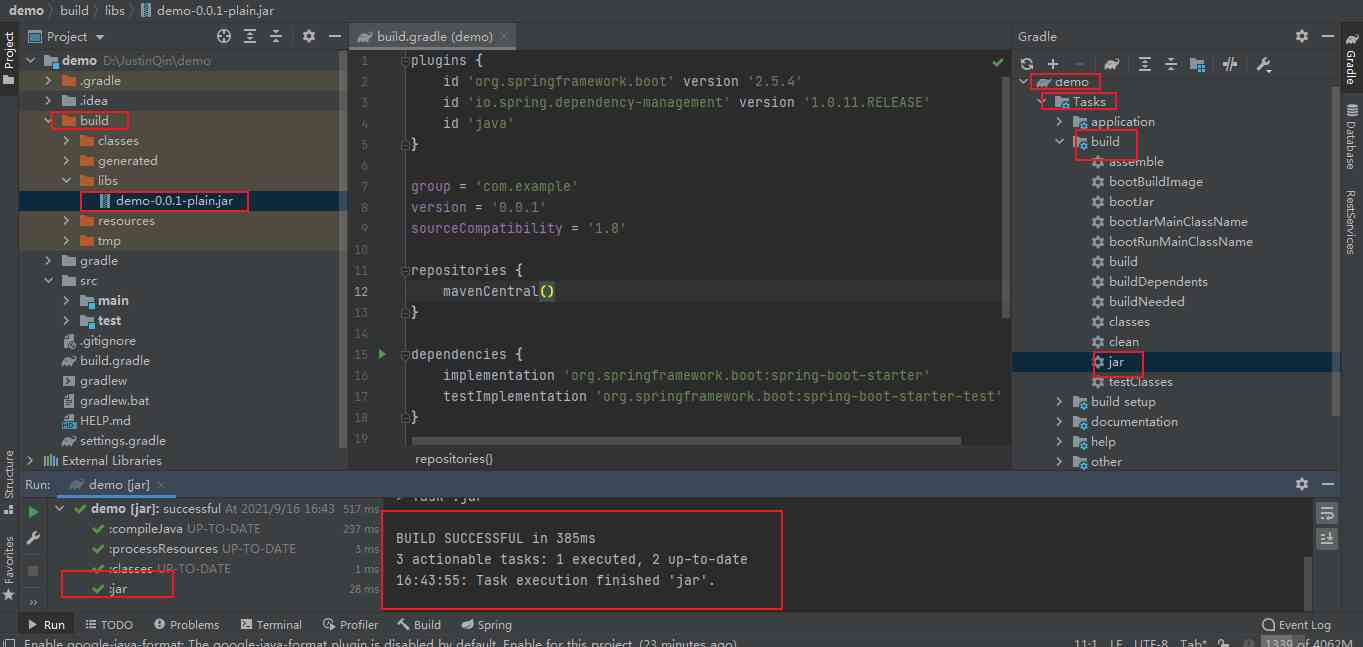 demo build libs demo-0.0.1-plain.jar
Project
Project
demo D:\JustinQin\demo
.gradle
.idea
build
classes
generated
libs
demo-0.0.1-plain.jar
resources
tmp
gradle
src
main
test
.gitignore
build.gradle
gradlew
gradlew.bat
HELP.md
settings.gradle
External Libraries
build.gradle (demo)
1 plugins {
2 id 'org.springframework.boot' version '2.5.4'
3 id 'io.spring.dependency-management' version '1.0.11.RELEASE'
4 id 'java'
5 }
6
7 group = 'com.example'
8 version = '0.0.1'
9 sourceCompatibility = '1.8'
10
11 repositories {
12 mavenCentral()
13 }
14
15 dependencies {
16 implementation 'org.springframework.boot:spring-boot-starter'
17 testImplementation 'org.springframework.boot:spring-boot-starter-test'
18 }
19
repositories{}
Gradle
demo
Tasks
application
build
assemble
bootBuildImage
bootJar
bootJarMainClassName
bootRunMainClassName
build
buildDependents
buildNeeded
classes
clean
jar
testClasses
build setup
documentation
help
other
Gradle
Database
RestServices
Structure
Favorites
Run: demo [jar]
demo [jar]: successful At 2021/9/16 16:43 517 ms
:compileJava UP-TO-DATE 237 ms
:processResources UP-TO-DATE 3 ms
:classes UP-TO-DATE 1 ms
:jar 28 ms
> Task :jar
BUILD SUCCESSFUL in 385ms
3 actionable tasks: 1 executed, 2 up-to-date
16:43:55: Task execution finished 'jar'.
Run TODO Problems Terminal Profiler Build Spring Event Log
Enable google-java-format: The google-java-format plugin is disabled by default. Enable for this project. (23 minutes ago) 11:1 LF UTF-8 Tab* 1339 of 4062M